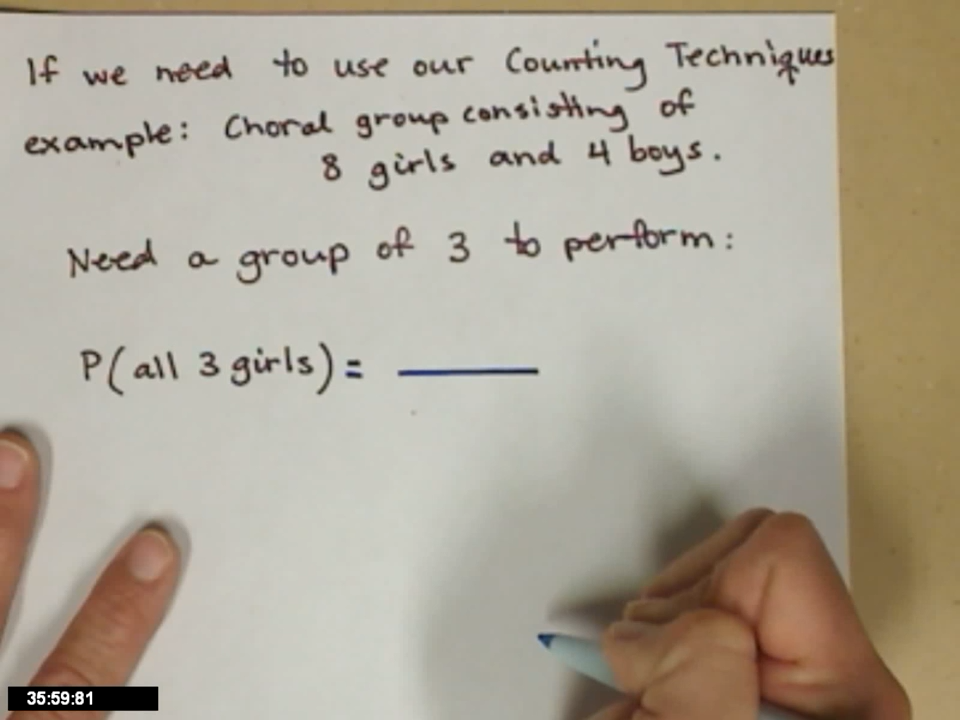 If we need to use our Counting Techniques
example: Choral group consisting of
8 girls and 4 boys.
Need a group of 3 to perform:
P(all 3 girls) =
35:59:81